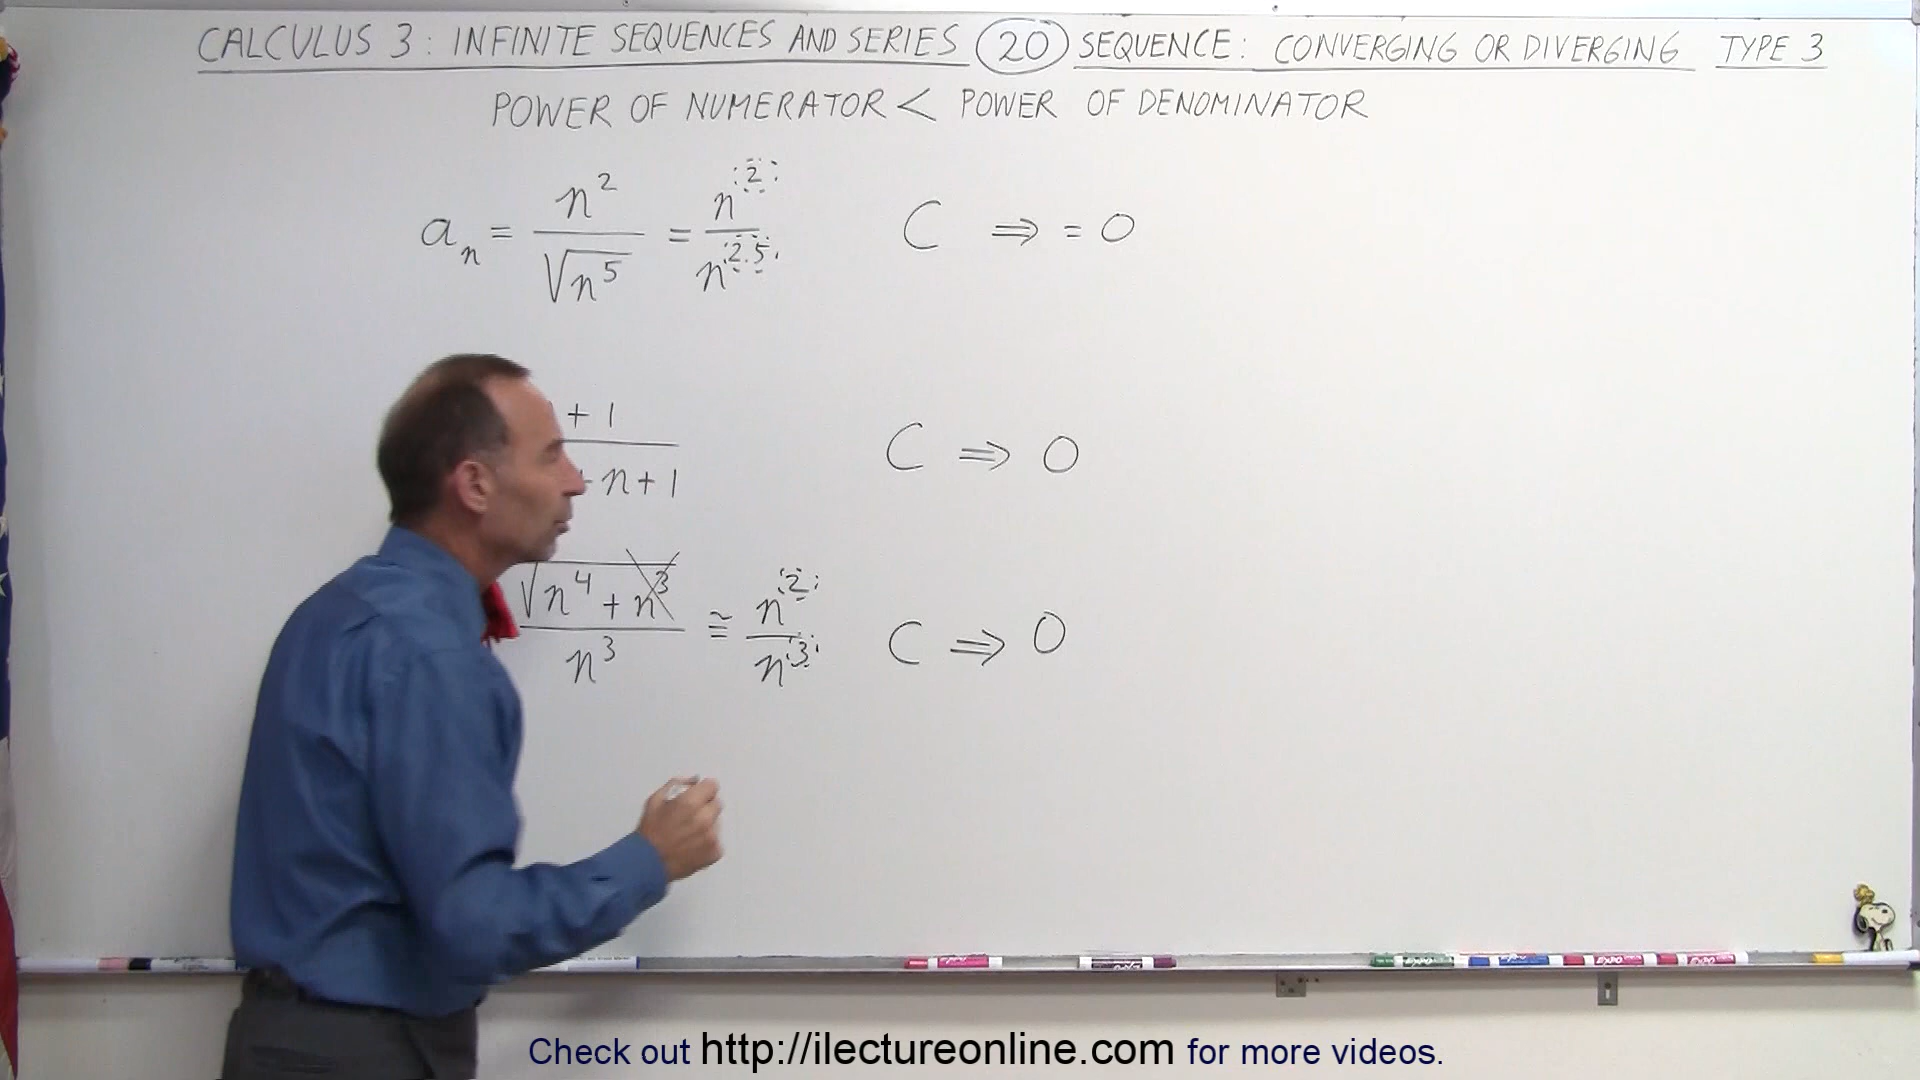 CALCULUS 3: INFINITE SEQUENCES AND SERIES (20) SEQUENCE: CONVERGING OR DIVERGING TYPE 3
POWER OF NUMERATOR < POWER OF DENOMINATOR
aₙ = n² / √n⁵ = n² / n^2.5 C ⇒ = 0
+ 1 / n + 1 C ⇒ 0
√(n⁴ + n³) / n³ ≅ n² / n³ C ⇒ 0
Check out http://ilectureonline.com for more videos.